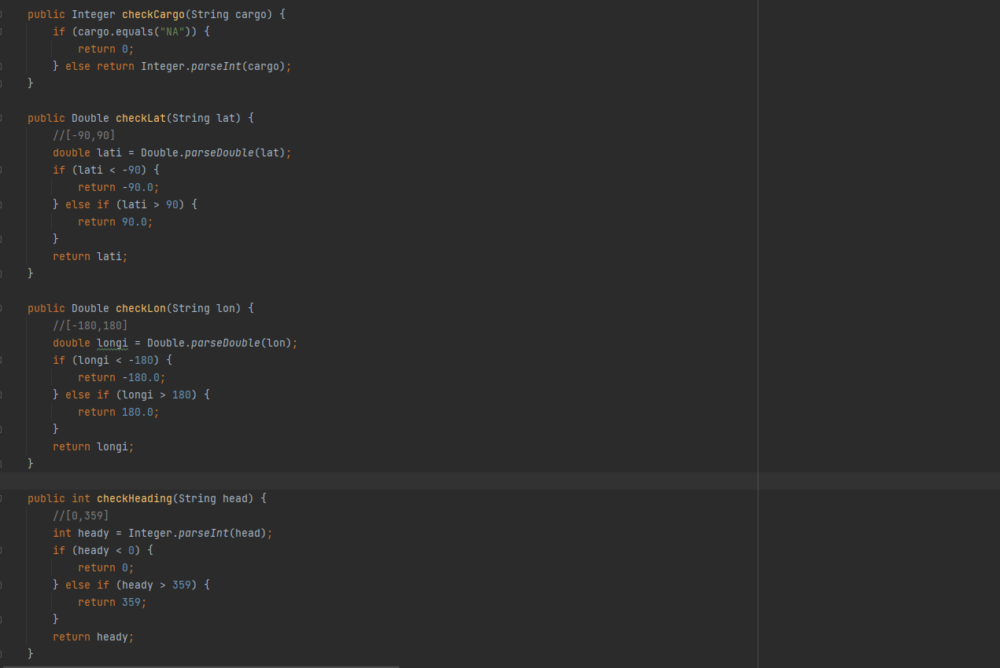 public Integer checkCargo(String cargo) {
if (cargo.equals("NA")) {
return 0;
} else return Integer.parseInt(cargo);
}
public Double checkLat(String lat) {
//[-90,90]
double lati = Double.parseDouble(lat);
if (lati < -90) {
return -90.0;
} else if (lati > 90) {
return 90.0;
}
return lati;
}
public Double checkLon(String lon) {
//[-180,180]
double longi = Double.parseDouble(lon);
if (longi < -180) {
return -180.0;
} else if (longi > 180) {
return 180.0;
}
return longi;
}
public int checkHeading(String head) {
//[0,359]
int heady = Integer.parseInt(head);
if (heady < 0) {
return 0;
} else if (heady > 359) {
return 359;
}
return heady;
}